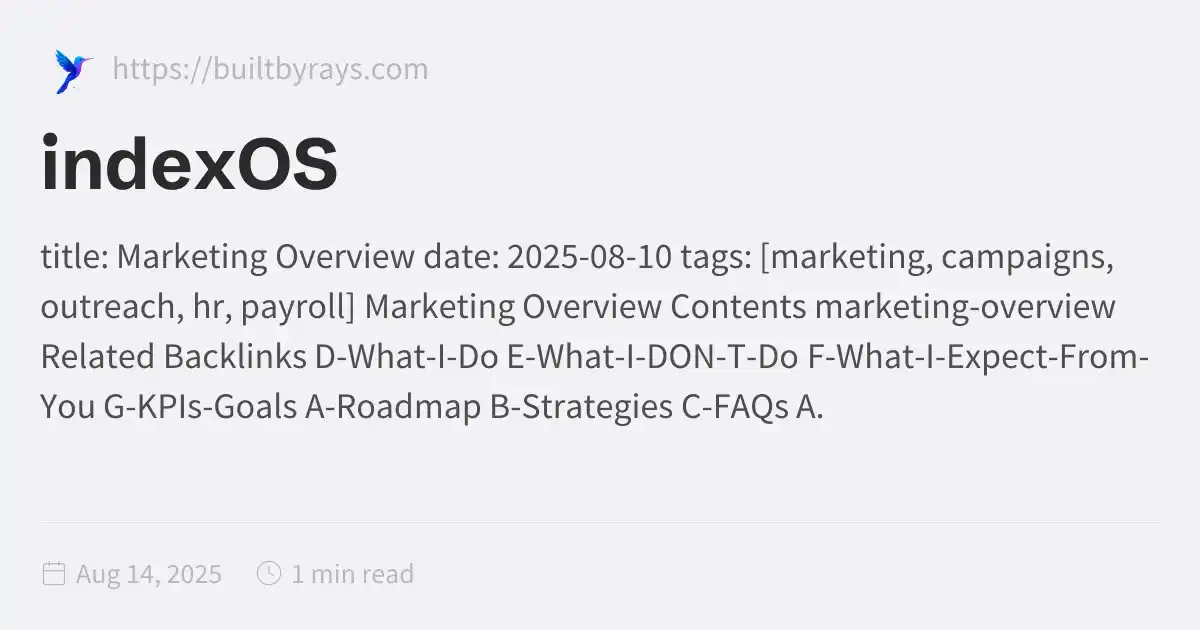 https://builtbyrays.com
indexOS
title: Marketing Overview date: 2025-08-10 tags: [marketing, campaigns,
outreach, hr, payroll] Marketing Overview Contents marketing-overview
Related Backlinks D-What-I-Do E-What-I-DON-T-Do F-What-I-Expect-From-
You G-KPIs-Goals A-Roadmap B-Strategies C-FAQs A.
Aug 14, 2025 1 min read